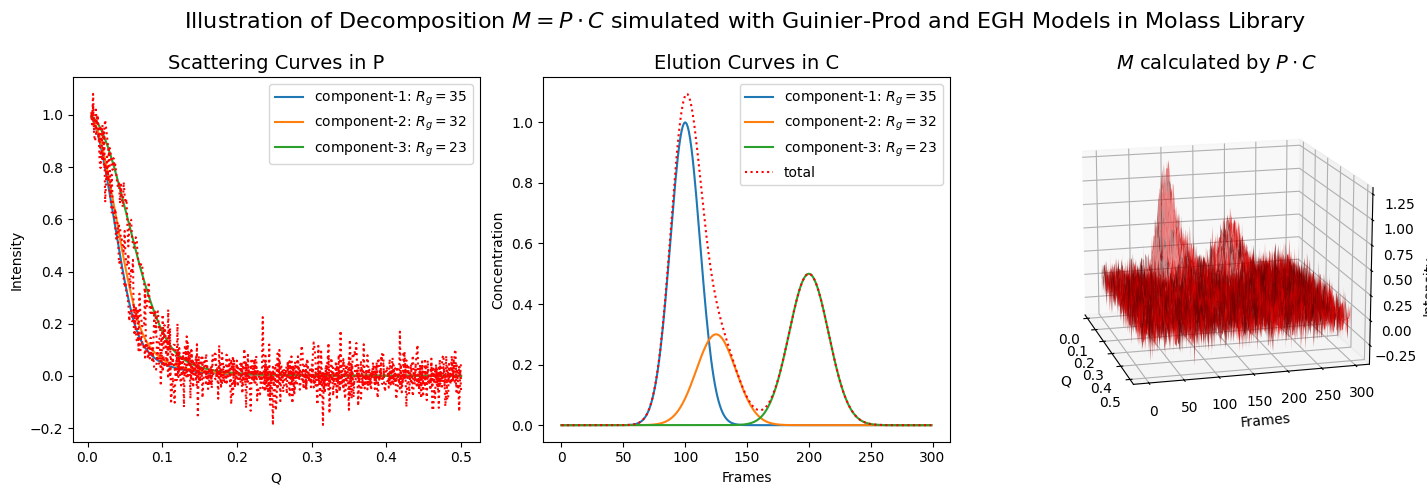 Illustration of Decomposition M = P · C simulated with Guinier-Prod and EGH Models in Molass Library
Scattering Curves in P
Intensity
1.0
0.8
0.6
0.4
0.2
0.0
−0.2
component-1: Rg = 35
component-2: Rg = 32
component-3: Rg = 23
0.0 0.1 0.2 0.3 0.4 0.5
Q
Elution Curves in C
Concentration
1.0
0.8
0.6
0.4
0.2
0.0
component-1: Rg = 35
component-2: Rg = 32
component-3: Rg = 23
total
0 50 100 150 200 250 300
Frames
M calculated by P · C
1.25
1.00
0.75
0.50
0.25
0.00
−0.25
0.0
0.1
0.2
0.3
0.4
0.5
Q
0 50 100 150 200 250 300
Frames